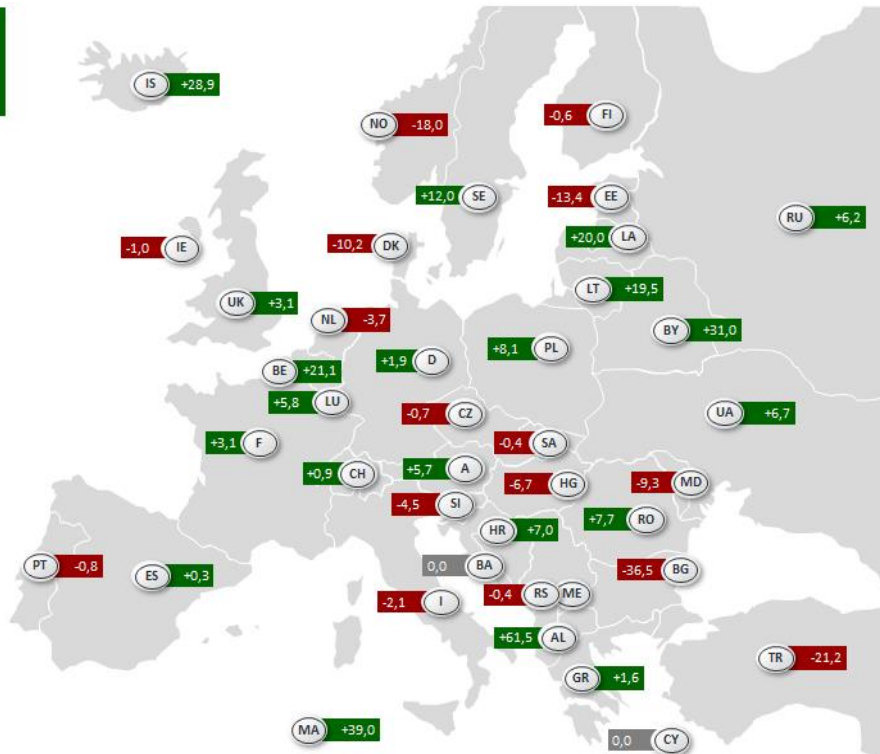 IS +28,9
NO -18,0
-0,6 FI
+12,0 SE
-13,4 EE
RU +6,2
-1,0 IE
-10,2 DK
+20,0 LA
LT +19,5
UK +3,1
NL -3,7
BY +31,0
+1,9 D
+8,1 PL
BE +21,1
+5,8 LU
-0,7 CZ
UA +6,7
+3,1 F
-0,4 SA
+0,9 CH
+5,7 A
-6,7 HG
-9,3 MD
-4,5 SI
+7,7 RO
HR +7,0
PT -0,8
ES +0,3
0,0 BA
-36,5 BG
-2,1 I
-0,4 RS ME
+61,5 AL
TR -21,2
GR +1,6
MA +39,0
0,0 CY